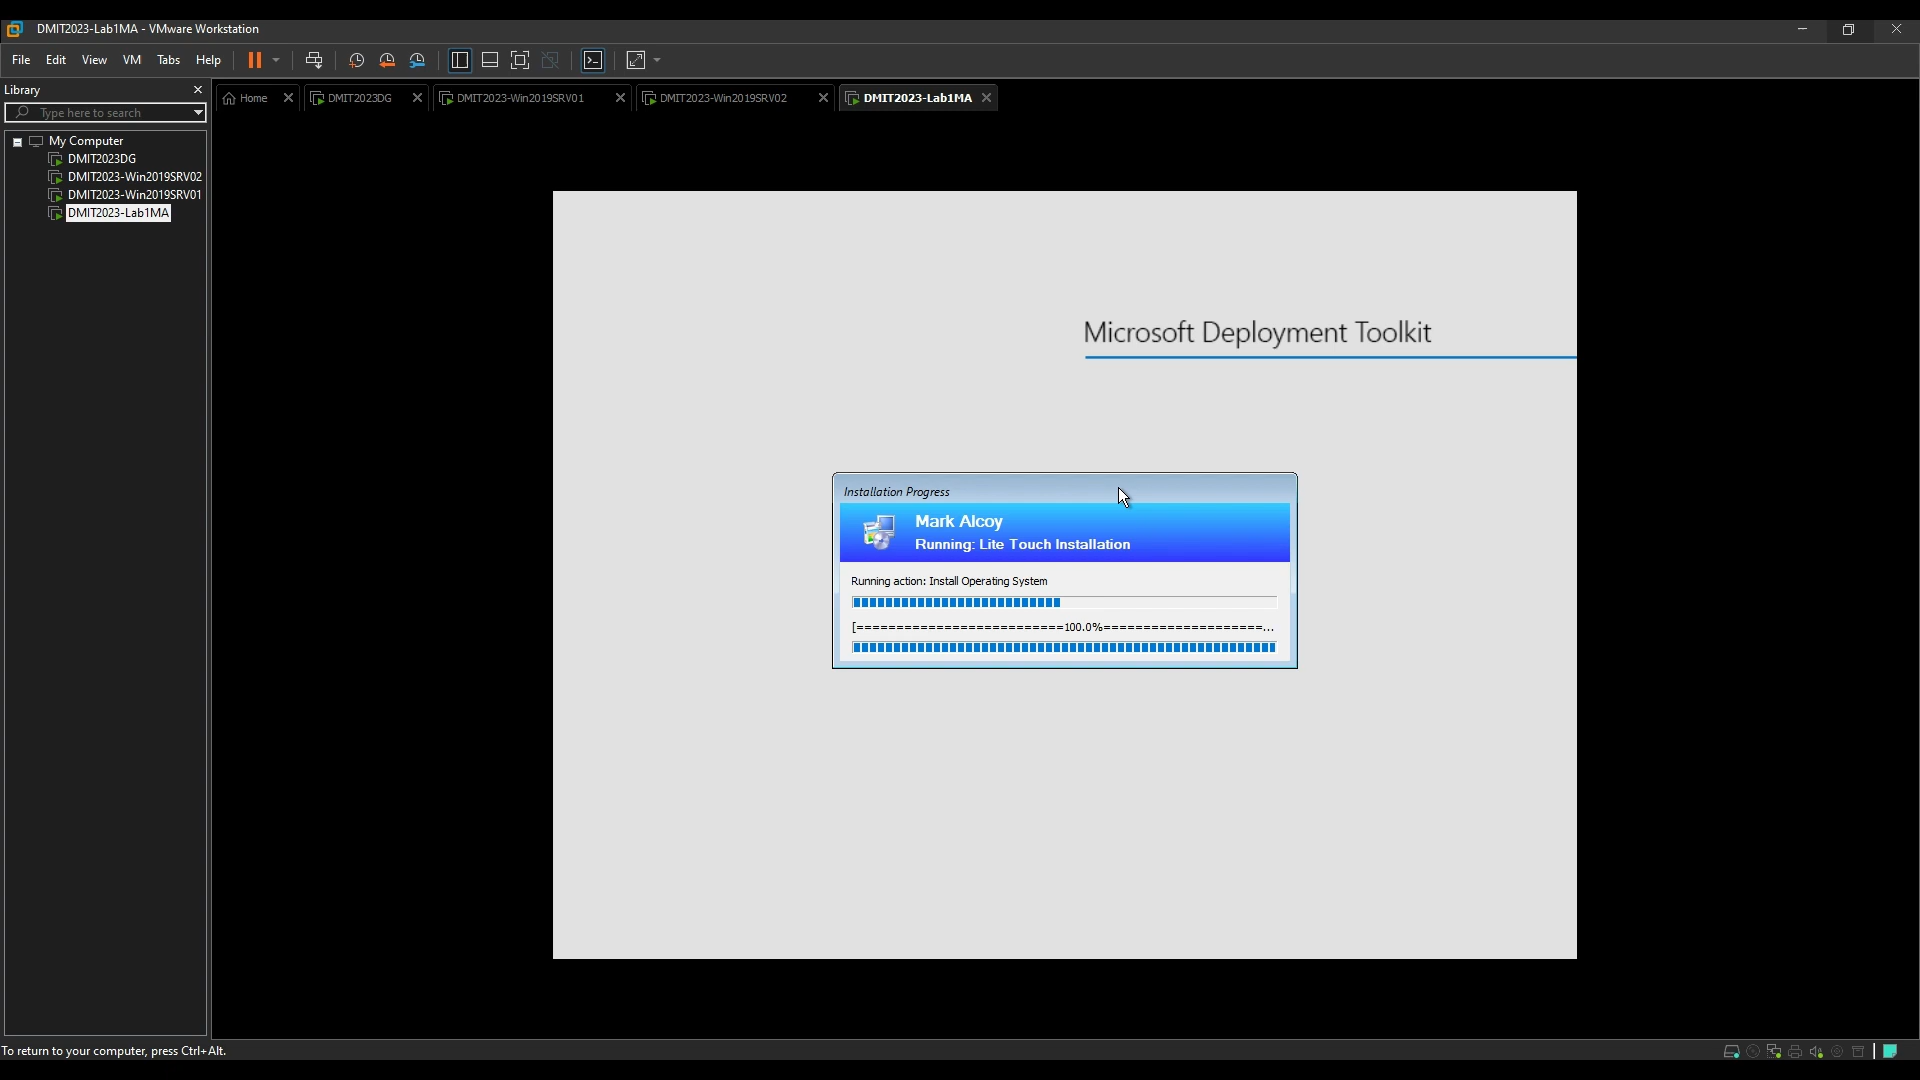 DMIT2023-Lab1MA - VMware Workstation
File Edit View VM Tabs Help
Library
Type here to search
My Computer
DMIT2023DG
DMIT2023-Win2019SRV02
DMIT2023-Win2019SRV01
DMIT2023-Lab1MA
Home DMIT2023DG DMIT2023-Win2019SRV01 DMIT2023-Win2019SRV02 DMIT2023-Lab1MA
Microsoft Deployment Toolkit
Installation Progress
Mark Alcoy
Running: Lite Touch Installation
Running action: Install Operating System
[==========================100.0%====================...
To return to your computer, press Ctrl+Alt.